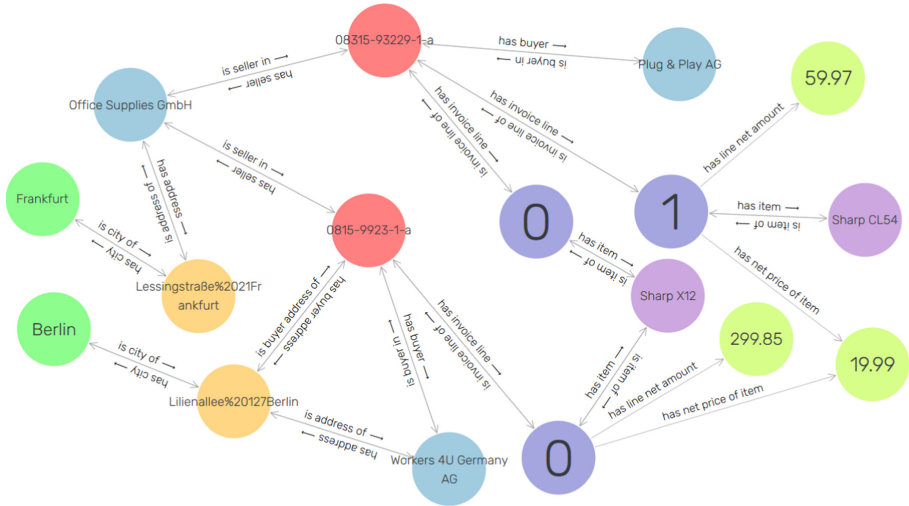 08315-93229-1-a
has buyer ⟶
is buyer in ⟶
Plug & Play AG
59.97
is seller in ⟶
has seller ⟶
Office Supplies GmbH
has invoice line ⟶
is invoice line of ⟶
has invoice line ⟶
is invoice line of ⟶
has line net amount ⟶
is seller in ⟶
has seller ⟶
has address ⟶
is address of ⟶
Frankfurt
0815-9923-1-a
0
1
has item ⟶
is item of ⟶
Sharp CL54
is city of ⟶
has city ⟶
has item ⟶
is item of ⟶
has net price of item ⟶
Lessingstraße%2021Fr
ankfurt
Sharp X12
Berlin
is buyer address of ⟶
has buyer address ⟶
has buyer ⟶
is buyer in ⟶
has invoice line ⟶
is invoice line of ⟶
299.85
19.99
is city of ⟶
has city ⟶
has item ⟶
is item of ⟶
has line net amount ⟶
has net price of item ⟶
Lilienallee%20127Berlin
is address of ⟶
has address ⟶
Workers 4U Germany
AG
0